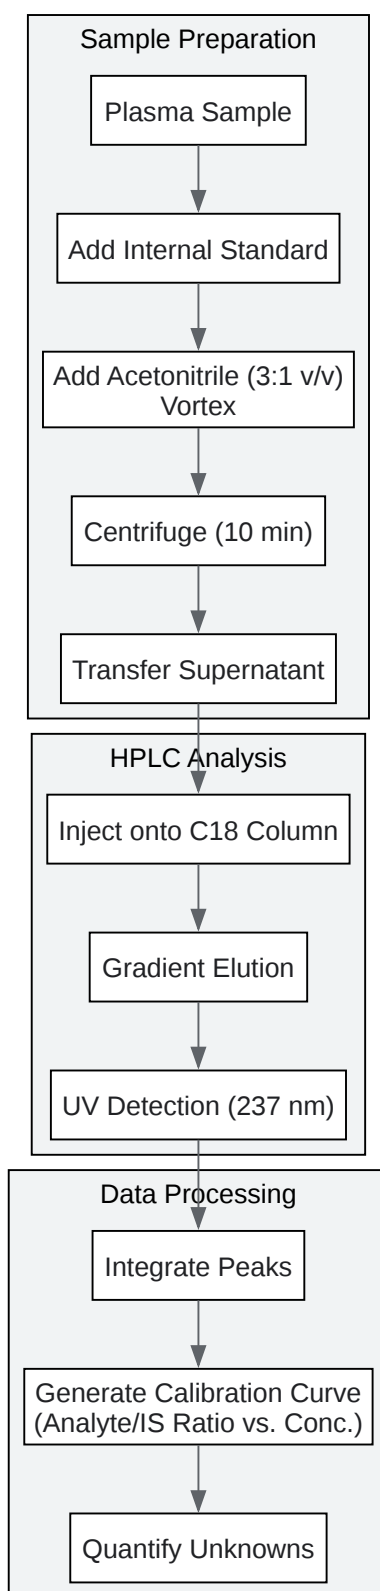 Sample Preparation
Plasma Sample
Add Internal Standard
Add Acetonitrile (3:1 v/v)
Vortex
Centrifuge (10 min)
Transfer Supernatant
HPLC Analysis
Inject onto C18 Column
Gradient Elution
UV Detection (237 nm)
Data Processing
Integrate Peaks
Generate Calibration Curve
(Analyte/IS Ratio vs. Conc.)
Quantify Unknowns